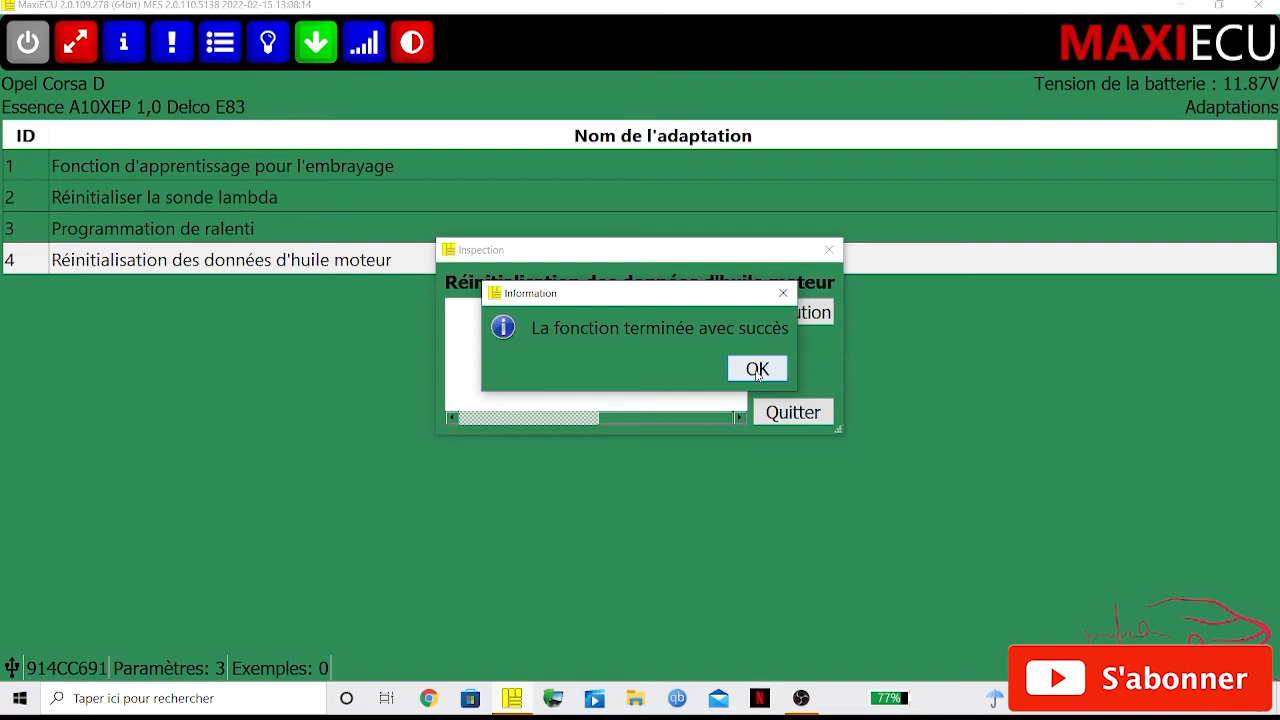 MaxiECU 2.0.109.278 (64bit) MES 2.0.110.5138 2022-02-15 13:08:14
MAXIECU
Opel Corsa D
Tension de la batterie : 11.87V
Essence A10XEP 1,0 Delco E83
Adaptations
ID Nom de l'adaptation
1 Fonction d'apprentissage pour l'embrayage
2 Réinitialiser la sonde lambda
3 Programmation de ralenti
4 Réinitialisation des données d'huile moteur
Inspection
Information
La fonction terminée avec succès
OK
Quitter
914CC691 Paramètres: 3 Exemples: 0
S'abonner
Taper ici pour rechercher
qb
N
77%